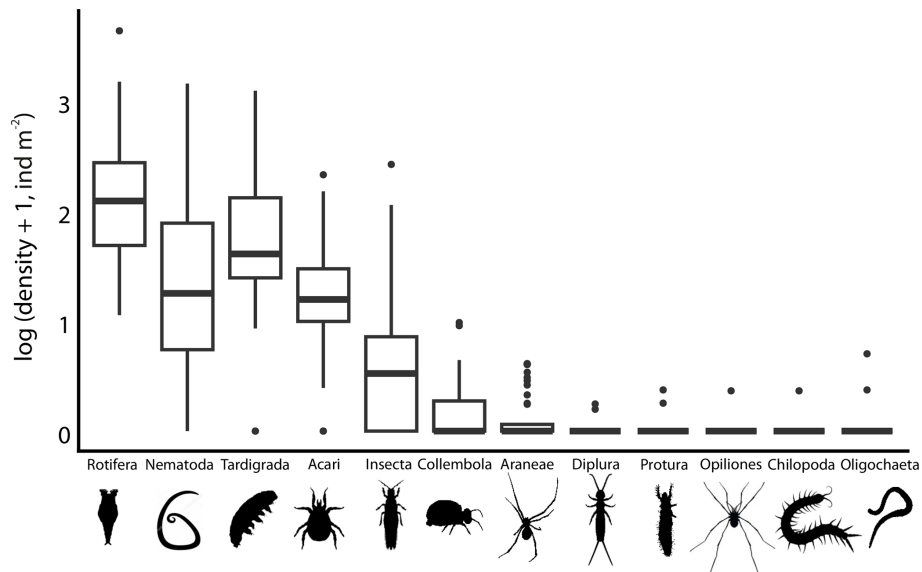 log (density + 1, ind m⁻²)
3
2
1
0
Rotifera Nematoda Tardigrada Acari Insecta Collembola Araneae Diplura Protura Opiliones Chilopoda Oligochaeta